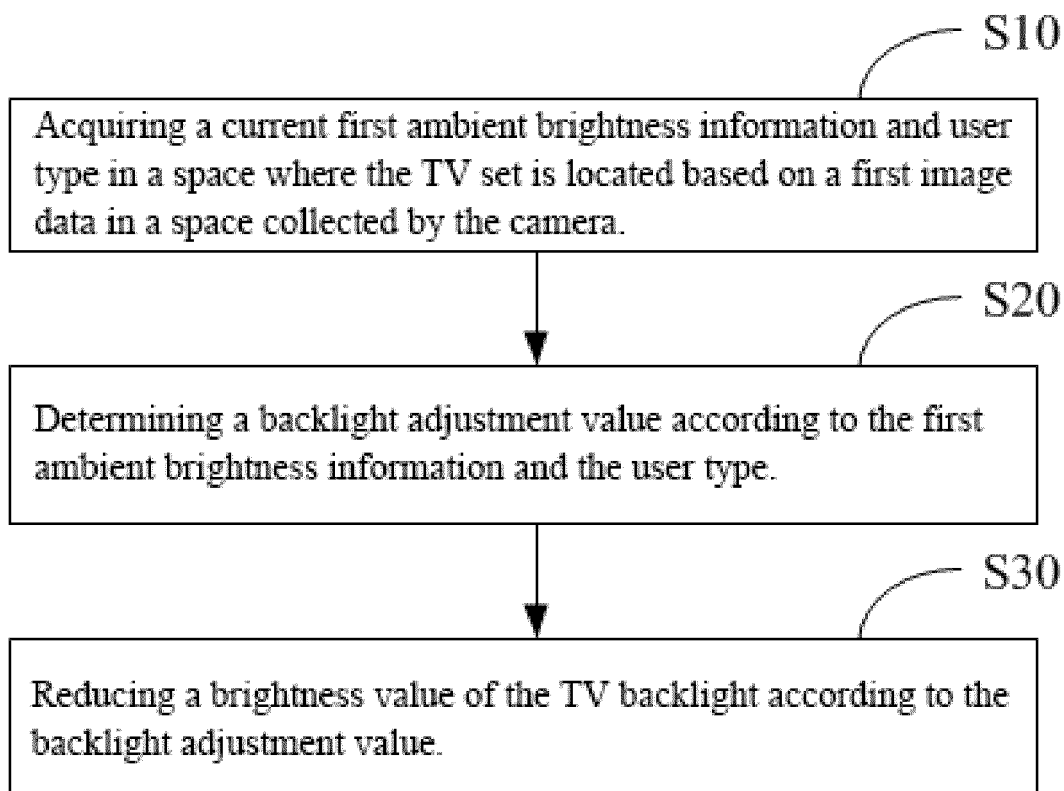 S10
Acquiring a current first ambient brightness information and user
type in a space where the TV set is located based on a first image
data in a space collected by the camera.
S20
Determining a backlight adjustment value according to the first
ambient brightness information and the user type.
S30
Reducing a brightness value of the TV backlight according to the
backlight adjustment value.